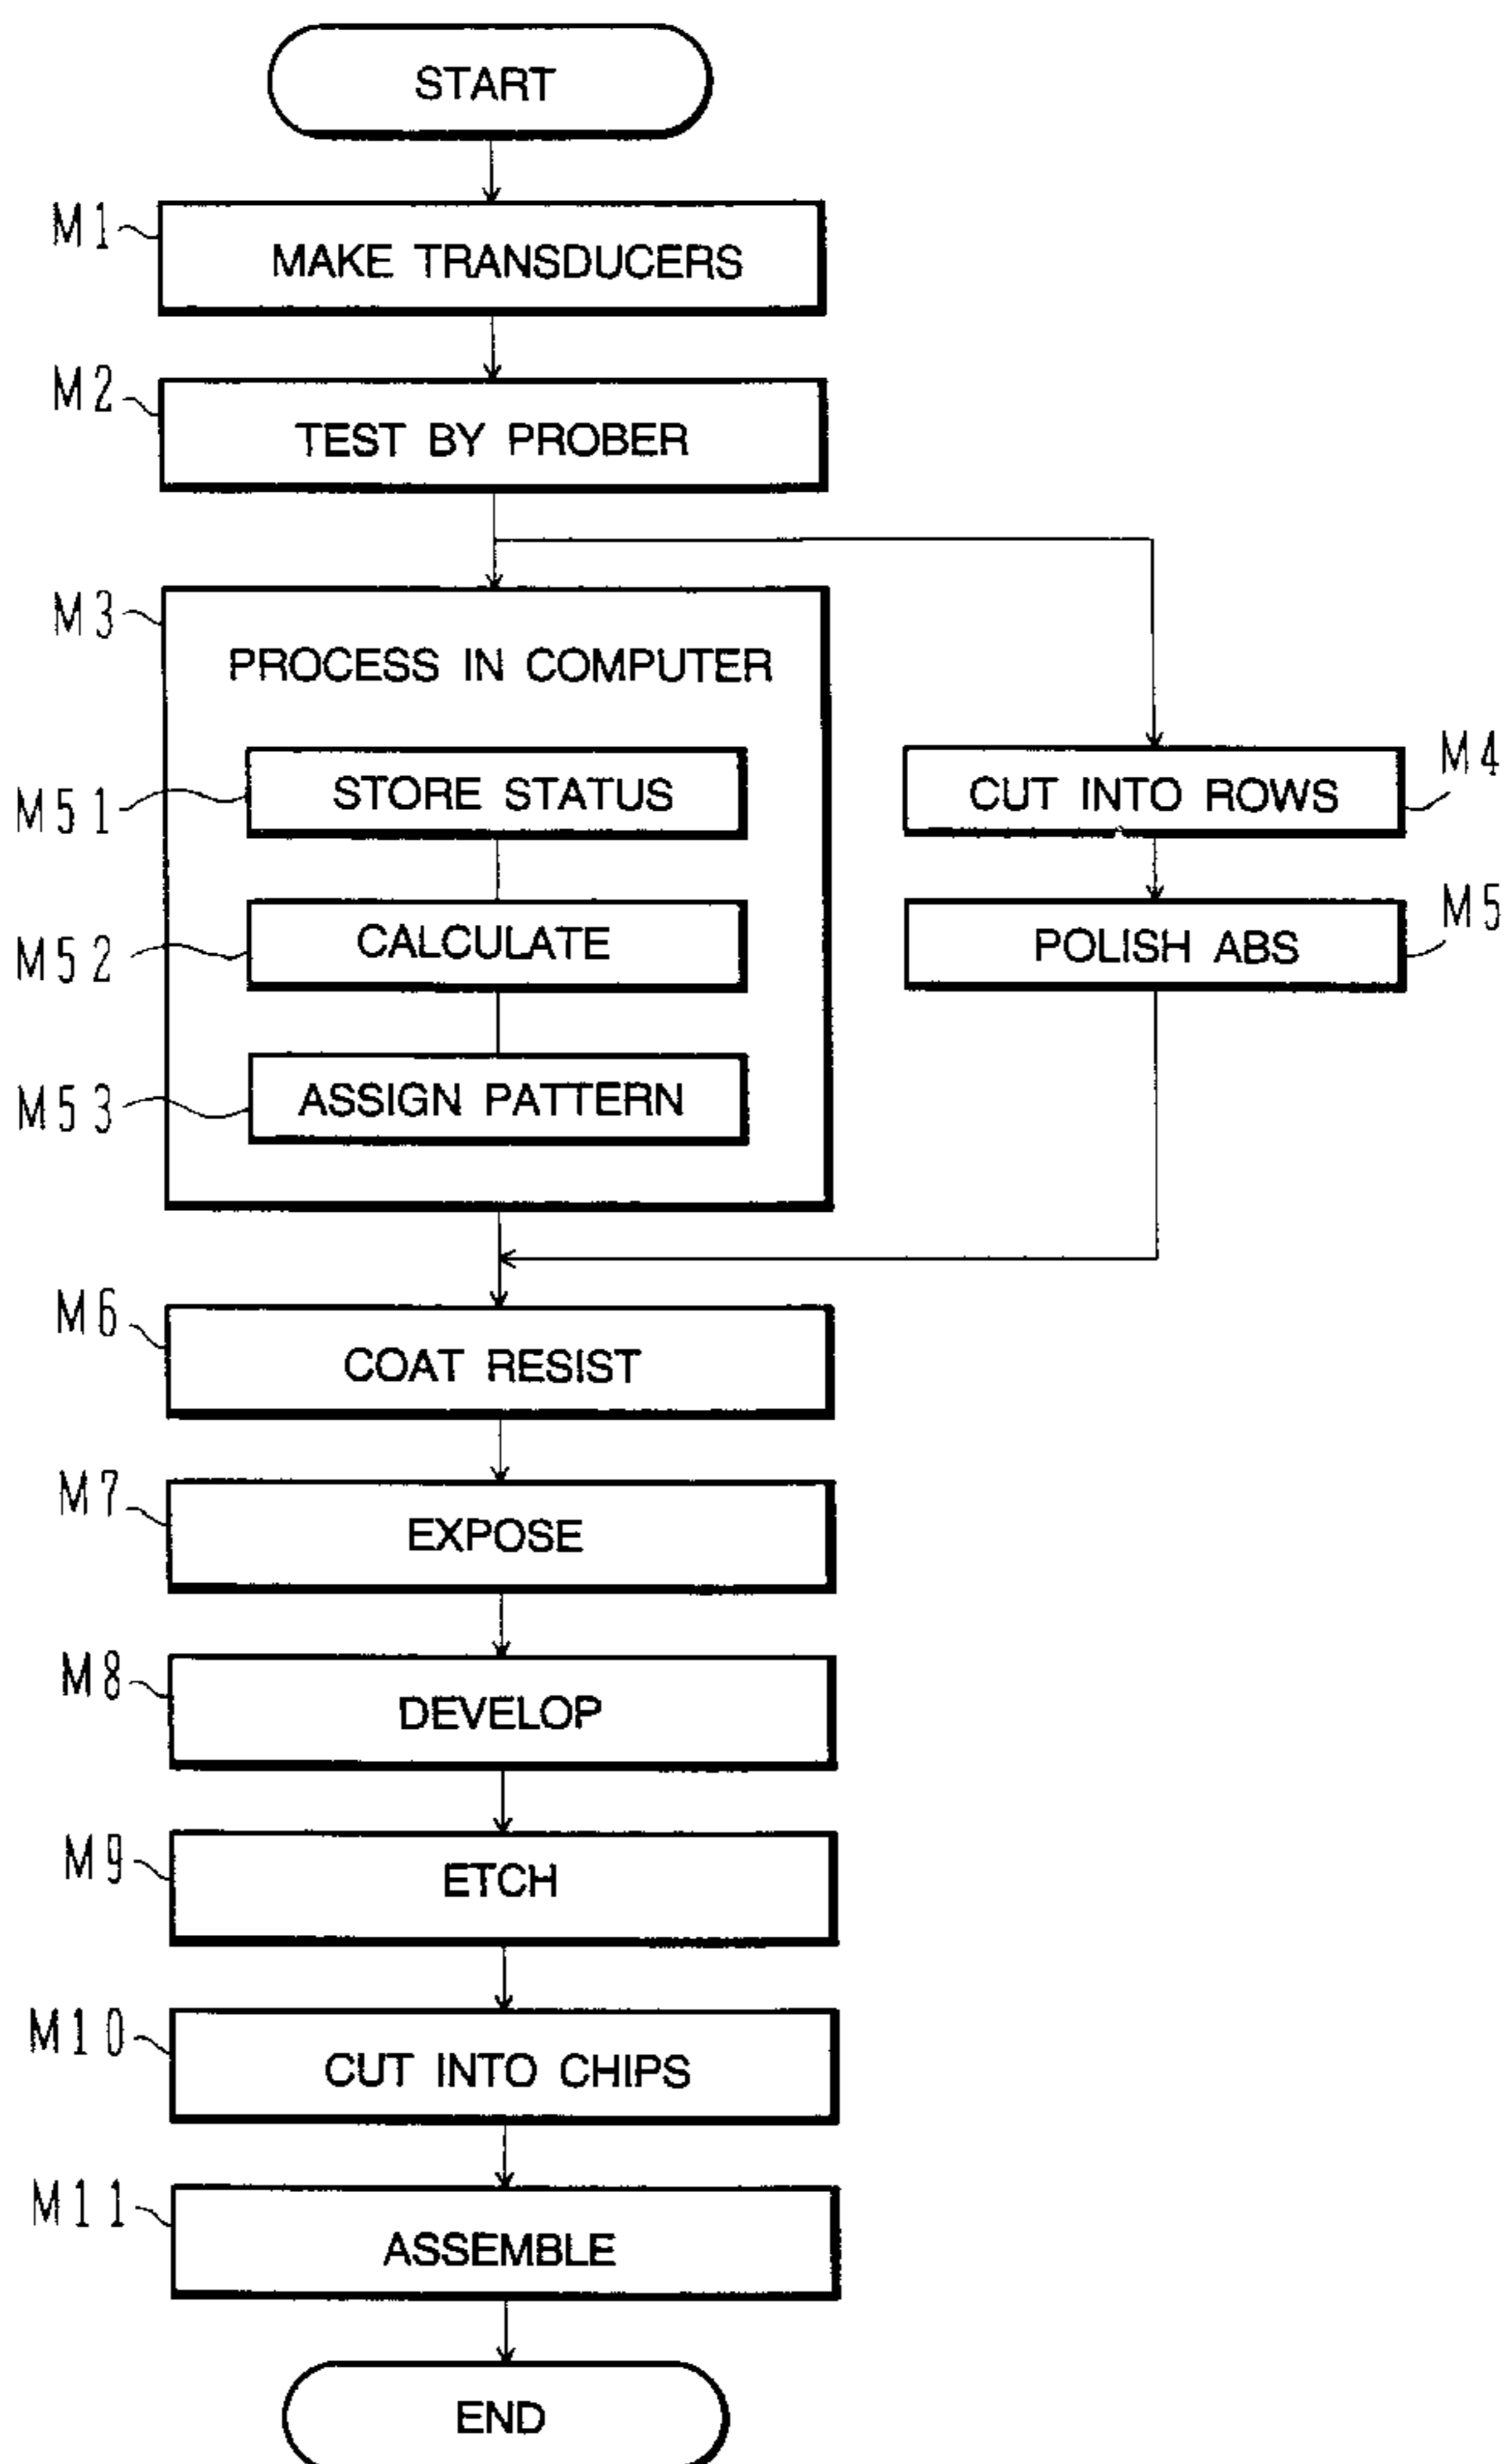 START
M1
MAKE TRANSDUCERS
M2
TEST BY PROBER
M3
PROCESS IN COMPUTER
M51
STORE STATUS
M52
CALCULATE
M53
ASSIGN PATTERN
M4
CUT INTO ROWS
M5
POLISH ABS
M6
COAT RESIST
M7
EXPOSE
M8
DEVELOP
M9
ETCH
M10
CUT INTO CHIPS
M11
ASSEMBLE
END